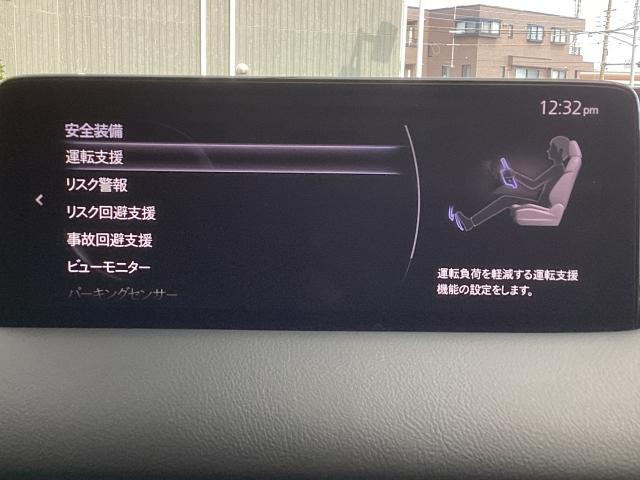 12:32pm
安全装備
運転支援
リスク警報
リスク回避支援
事故回避支援
ビューモニター
パーキングセンサー
運転負荷を軽減する運転支援
機能の設定をします。